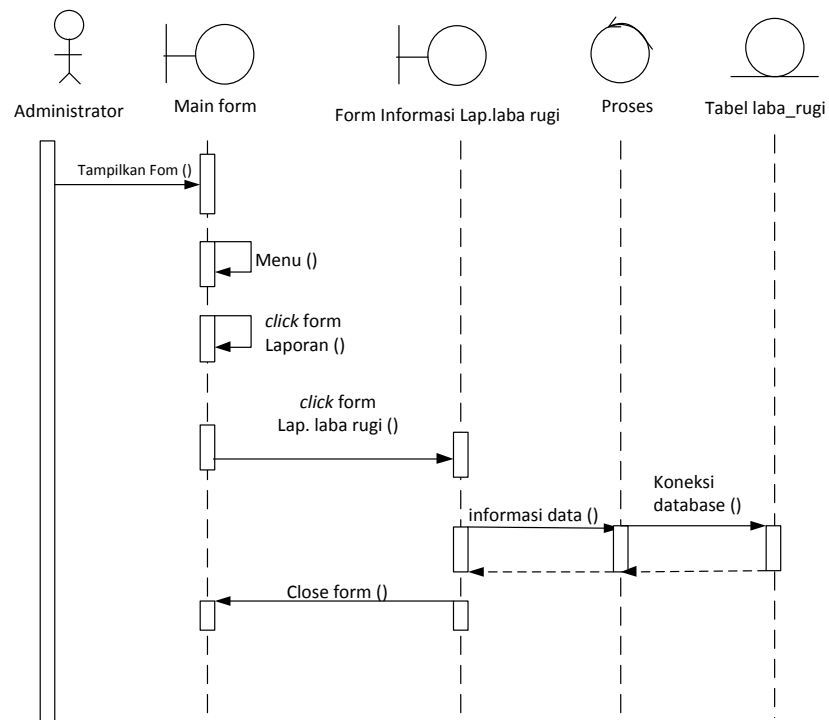 Administrator
Main form
Form Informasi Lap.laba rugi
Proses
Tabel laba_rugi
Tampilkan Fom ()
Menu ()
click form
Laporan ()
click form
Lap. laba rugi ()
informasi data ()
Koneksi
database ()
Close form ()